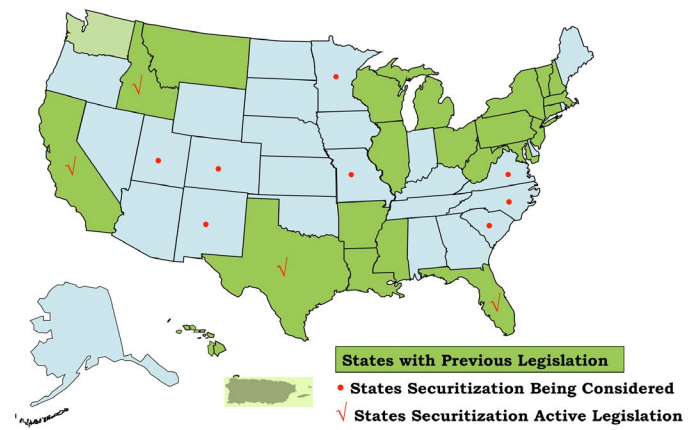 States with Previous Legislation
• States Securitization Being Considered
√ States Securitization Active Legislation